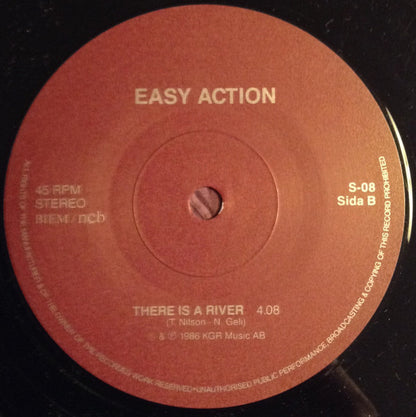 EASY ACTION
45 RPM
STEREO
BIEM / ncb
S-08
Sida B
THERE IS A RIVER 4.08
(T. Nilson - N. Geli)
© & ℗ 1986 KGR Music AB
ALL RIGHTS OF THE MANUFACTURER & OF THE OWNER OF THE RECORDED WORK RESERVED•UNAUTHORISED PUBLIC PERFORMANCE, BROADCASTING & COPYING OF THIS RECORD PROHIBITED